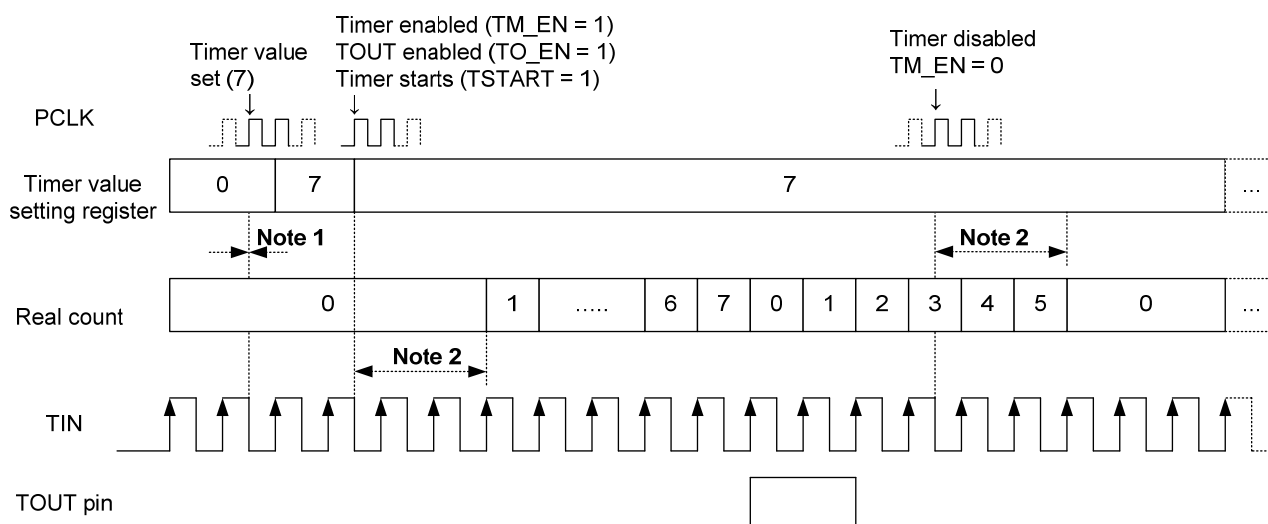 Timer enabled (TM_EN = 1)
TOUT enabled (TO_EN = 1)
Timer starts (TSTART = 1)
Timer value
set (7)
Timer disabled
TM_EN = 0
PCLK
Timer value
setting register
0 7 7 ...
Note 1 Note 2
Real count
0 1 ..... 6 7 0 1 2 3 4 5 0 ...
Note 2
TIN
TOUT pin